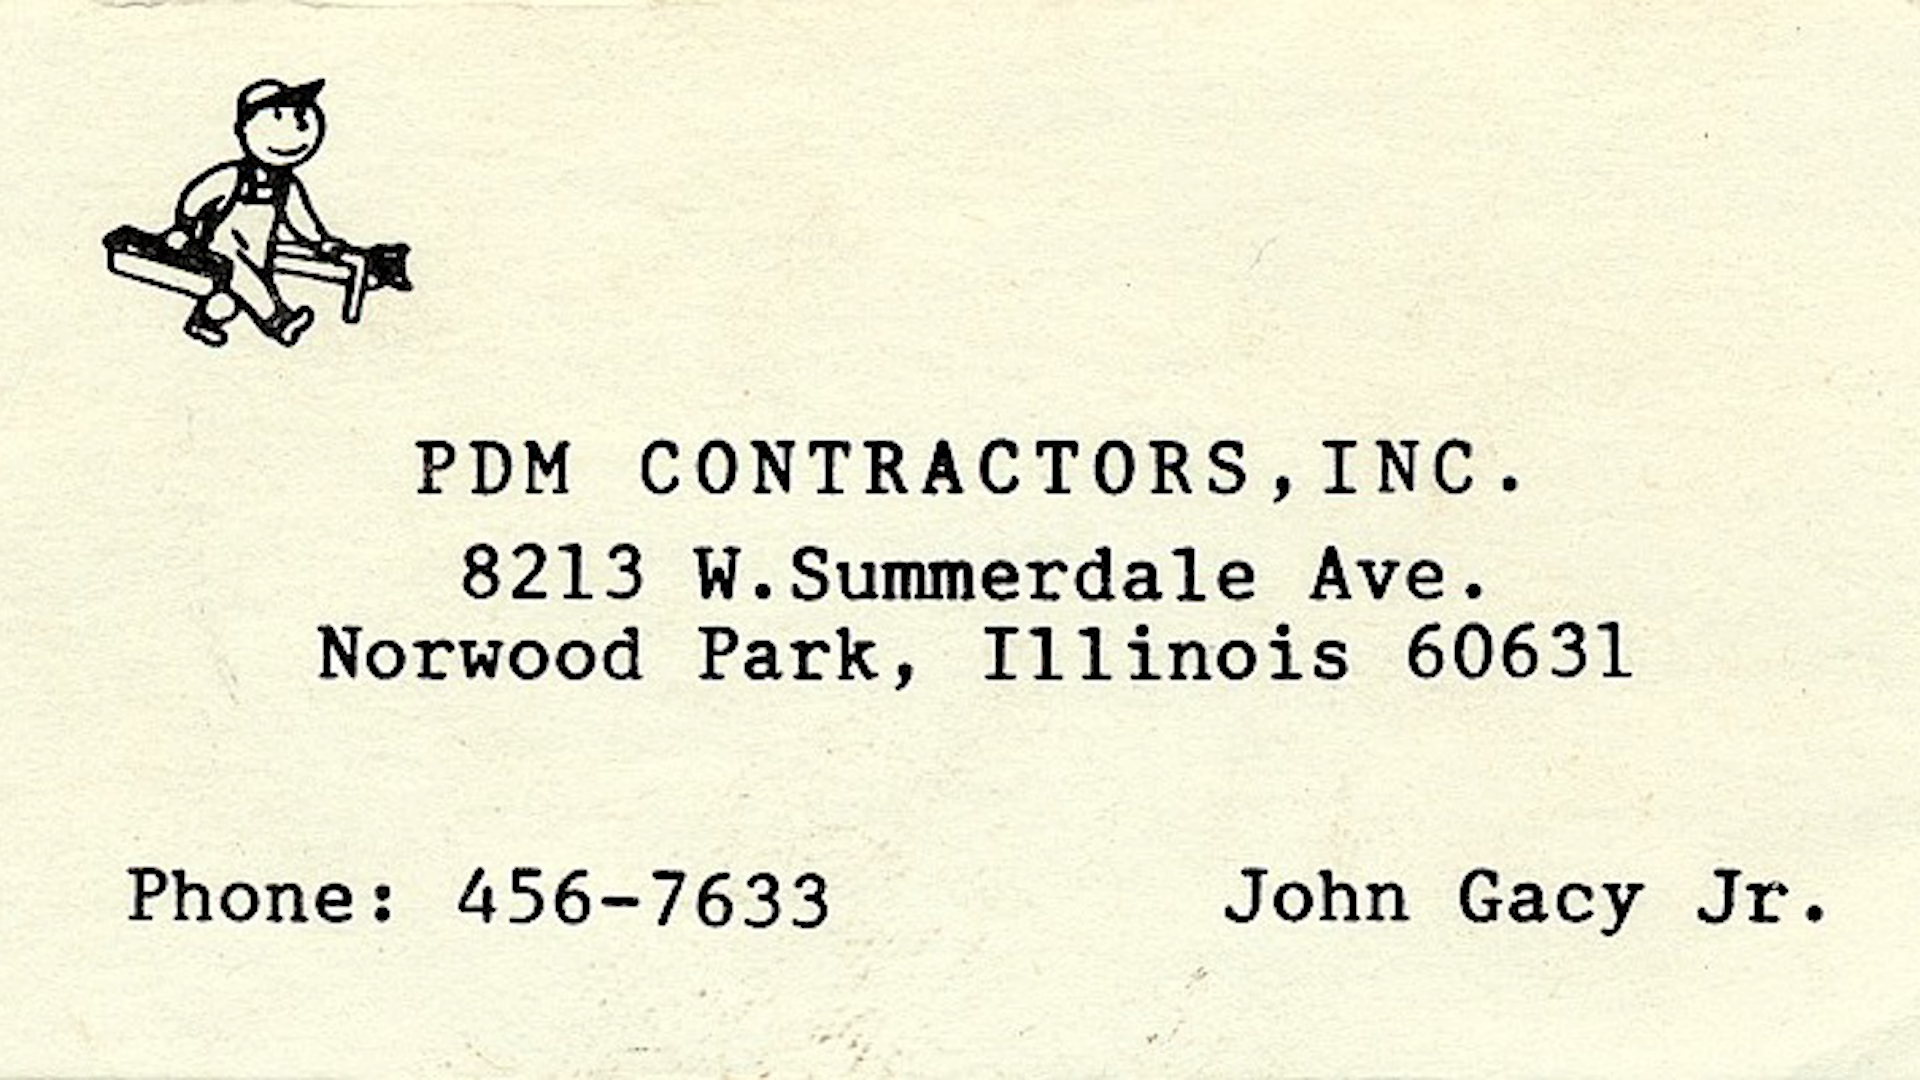 PDM CONTRACTORS,INC.
8213 W.Summerdale Ave.
Norwood Park, Illinois 60631
Phone: 456-7633 John Gacy Jr.